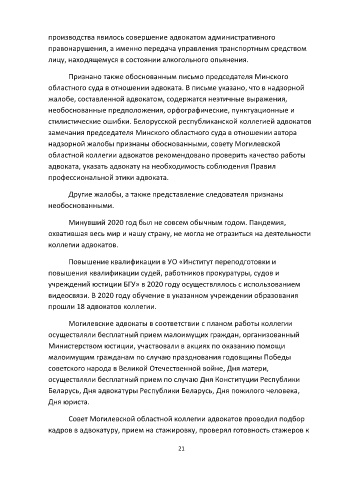 производства явилось совершение адвокатом административного
правонарушения, а именно передача управления транспортным средством
лицу, находящемуся в состоянии алкогольного опьянения.
Признано также обоснованным письмо председателя Минского
областного суда в отношении адвоката. В письме указано, что в надзорной
жалобе, составленной адвокатом, содержатся неэтичные выражения,
необоснованные предположения, орфографические, пунктуационные и
стилистические ошибки. Белорусской республиканской коллегией адвокатов
замечания председателя Минского областного суда в отношении автора
надзорной жалобы признаны обоснованными, совету Могилевской
областной коллегии адвокатов рекомендовано проверить качество работы
адвоката, указать адвокату на необходимость соблюдения Правил
профессиональной этики адвоката.
Другие жалобы, а также представление следователя признаны
необоснованными.
Минувший 2020 год был не совсем обычным годом. Пандемия,
охватившая весь мир и нашу страну, не могла не отразиться на деятельности
коллегии адвокатов.
Повышение квалификации в УО «Институт переподготовки и
повышения квалификации судей, работников прокуратуры, судов и
учреждений юстиции БГУ» в 2020 году осуществлялось с использованием
видеосвязи. В 2020 году обучение в указанном учреждении образования
прошли 18 адвокатов коллегии.
Могилевские адвокаты в соответствии с планом работы коллегии
осуществляли бесплатный прием малоимущих граждан, организованный
Министерством юстиции, участвовали в акциях по оказанию помощи
малоимущим гражданам по случаю празднования годовщины Победы
советского народа в Великой Отечественной войне, Дня матери,
осуществляли бесплатный прием по случаю Дня Конституции Республики
Беларусь, Дня адвокатуры Республики Беларусь, Дня пожилого человека,
Дня юриста.
Совет Могилевской областной коллегии адвокатов проводил подбор
кадров в адвокатуру, прием на стажировку, проверял готовность стажеров к
21